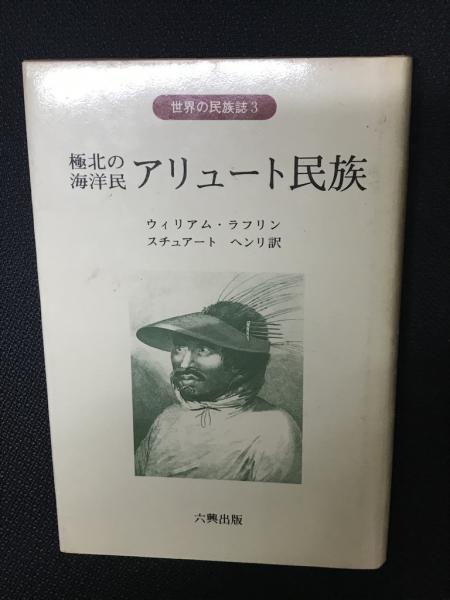 世界の民族誌3
極北の
海洋民 アリュート民族
ウィリアム・ラフリン
スチュアート ヘンリ訳
六興出版